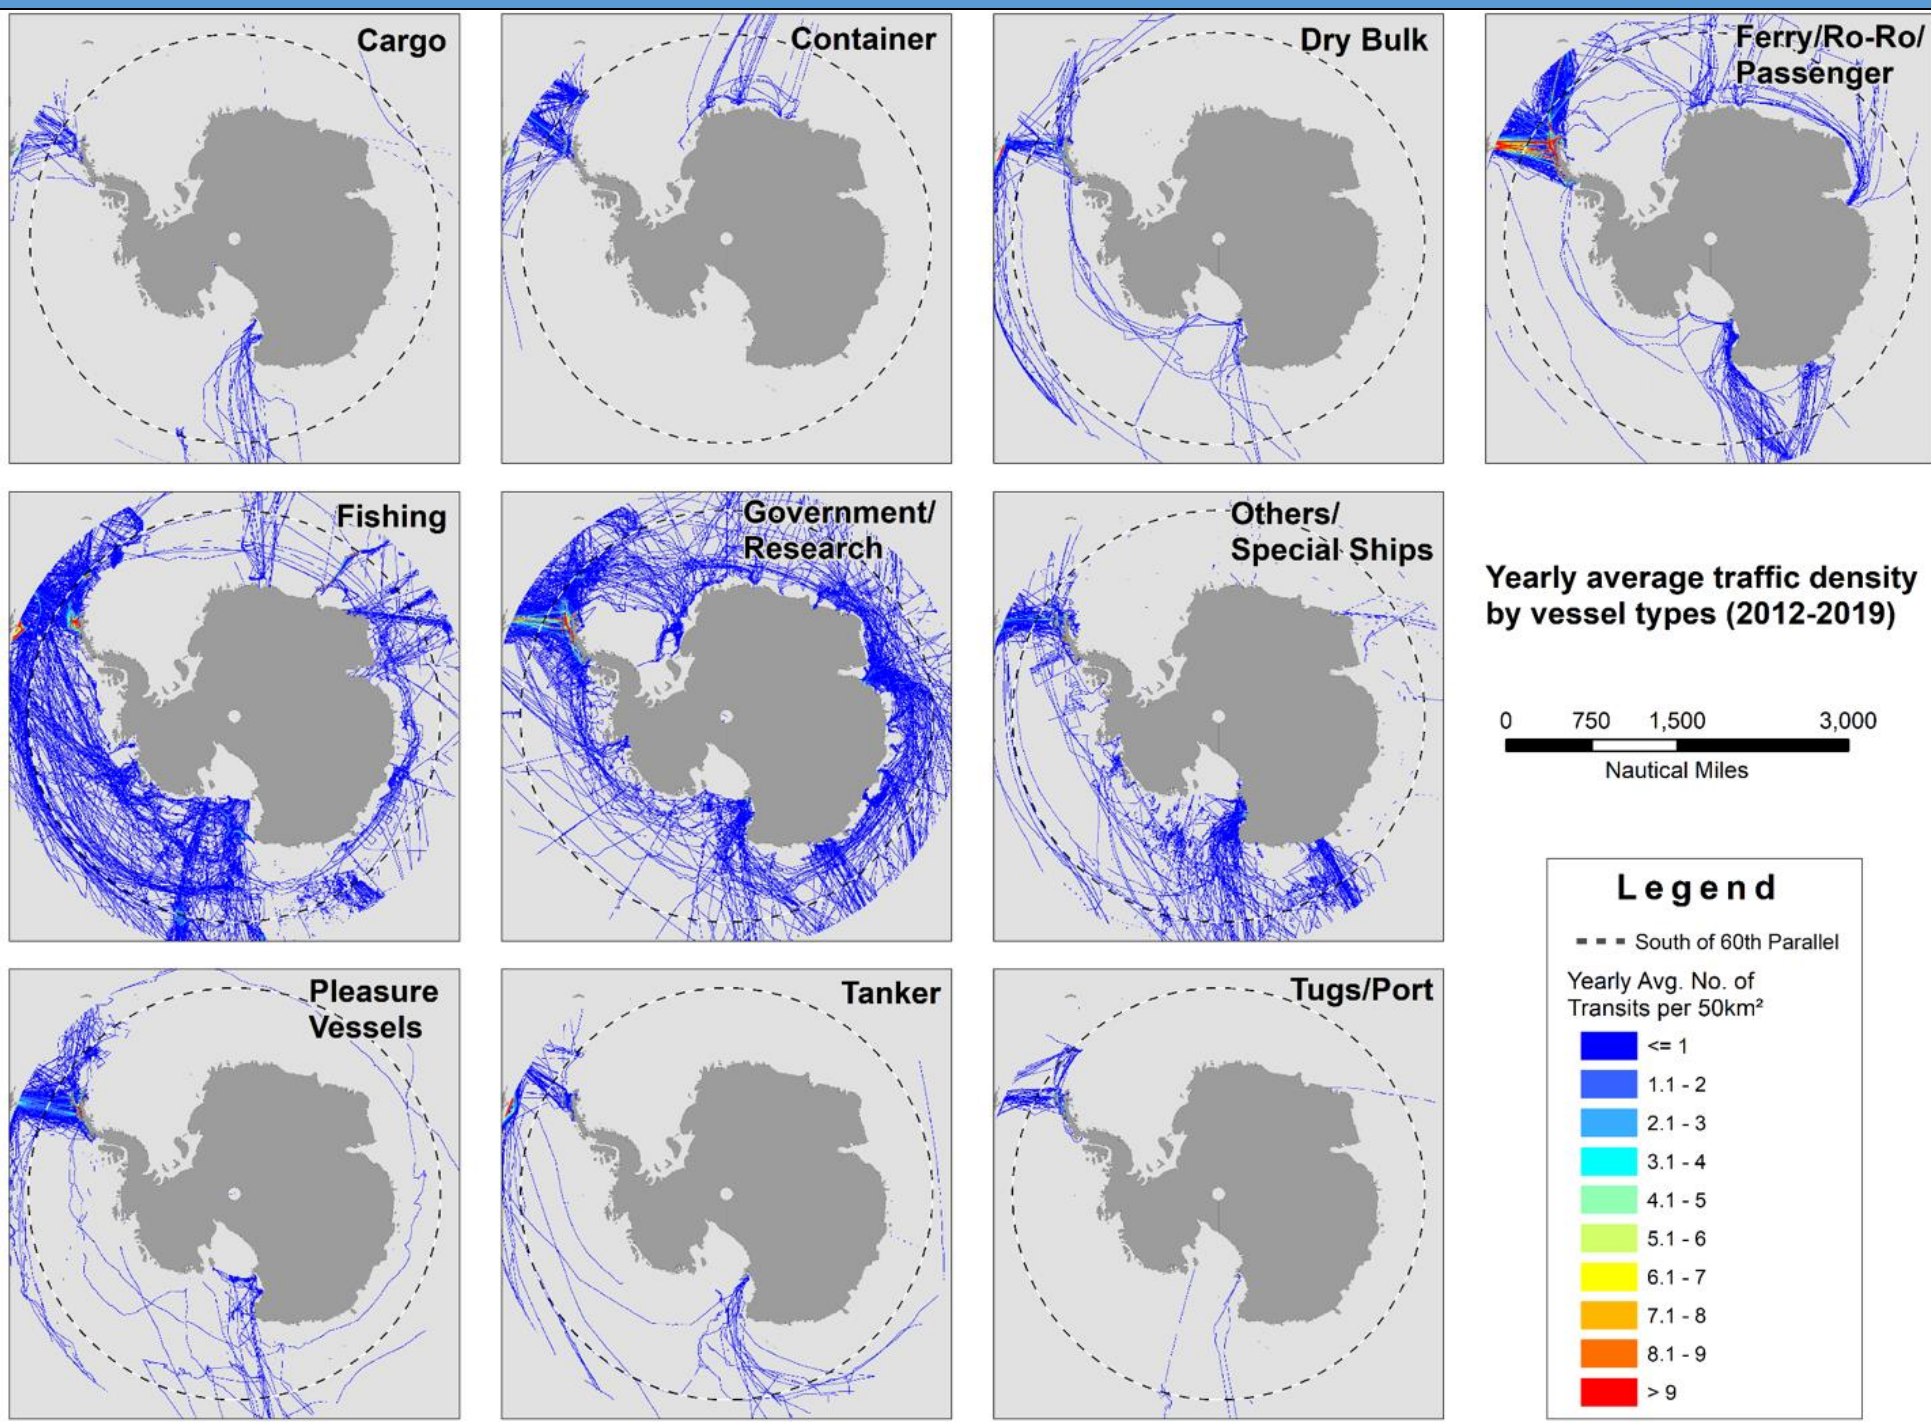 Cargo
Container
Dry Bulk
Ferry/Ro-Ro/
Passenger
Fishing
Government/
Research
Others/
Special Ships
Yearly average traffic density
by vessel types (2012-2019)
0 750 1,500 3,000
Nautical Miles
Pleasure
Vessels
Tanker
Tugs/Port
Legend
South of 60th Parallel
Yearly Avg. No. of
Transits per 50km²
<= 1
1.1 - 2
2.1 - 3
3.1 - 4
4.1 - 5
5.1 - 6
6.1 - 7
7.1 - 8
8.1 - 9
> 9